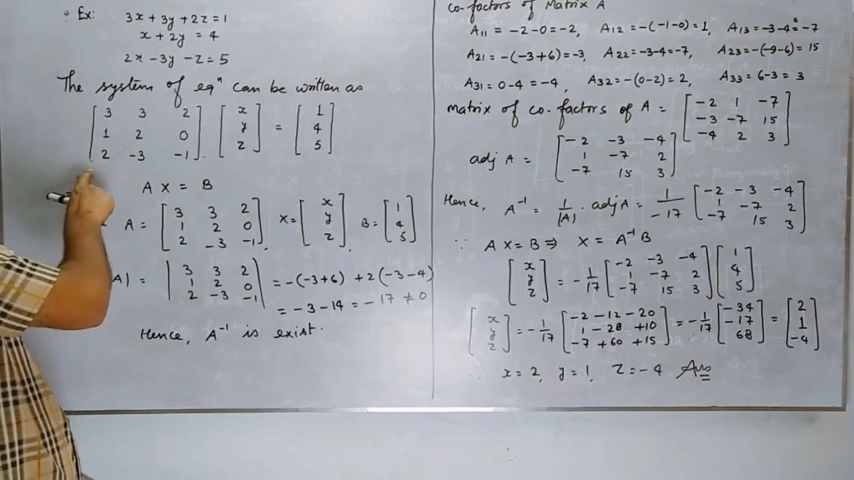 • Ex: 3x + 3y + 2z = 1
x + 2y = 4
2x - 3y - z = 5
The system of eqⁿ can be written as
[3 3 2; 1 2 0; 2 -3 -1] . [x; y; z] = [1; 4; 5]
A X = B
A = [3 3 2; 1 2 0; 2 -3 -1], X = [x; y; z], B = [1; 4; 5]
A| = |3 3 2; 1 2 0; 2 -3 -1| = -(-3+6) + 2(-3-4)
= -3 -14 = -17 ≠ 0
Hence, A⁻¹ is exist.
co-factors of Matrix A
A₁₁ = -2-0 = -2, A₁₂ = -(-1-0) = 1, A₁₃ = -3-4 = -7
A₂₁ = -(-3+6) = -3, A₂₂ = -3-4 = -7, A₂₃ = -(-9-6) = 15
A₃₁ = 0-4 = -4, A₃₂ = -(0-2) = 2, A₃₃ = 6-3 = 3
matrix of co-factors of A = [-2 1 -7; -3 -7 15; -4 2 3]
adj A = [-2 -3 -4; 1 -7 2; -7 15 3]
Hence, A⁻¹ = 1/|A| . adj A = 1/-17 [-2 -3 -4; 1 -7 2; -7 15 3]
∵ A X = B ⇒ X = A⁻¹ B
[x; y; z] = -1/17 [-2 -3 -4; 1 -7 2; -7 15 3] [1; 4; 5]
[x; y; z] = -1/17 [-2 -12 -20; 1 -28 +10; -7 +60 +15] = -1/17 [-34; -17; 68] = [2; 1; -4]
∴ x = 2, y = 1, z = -4 Ans